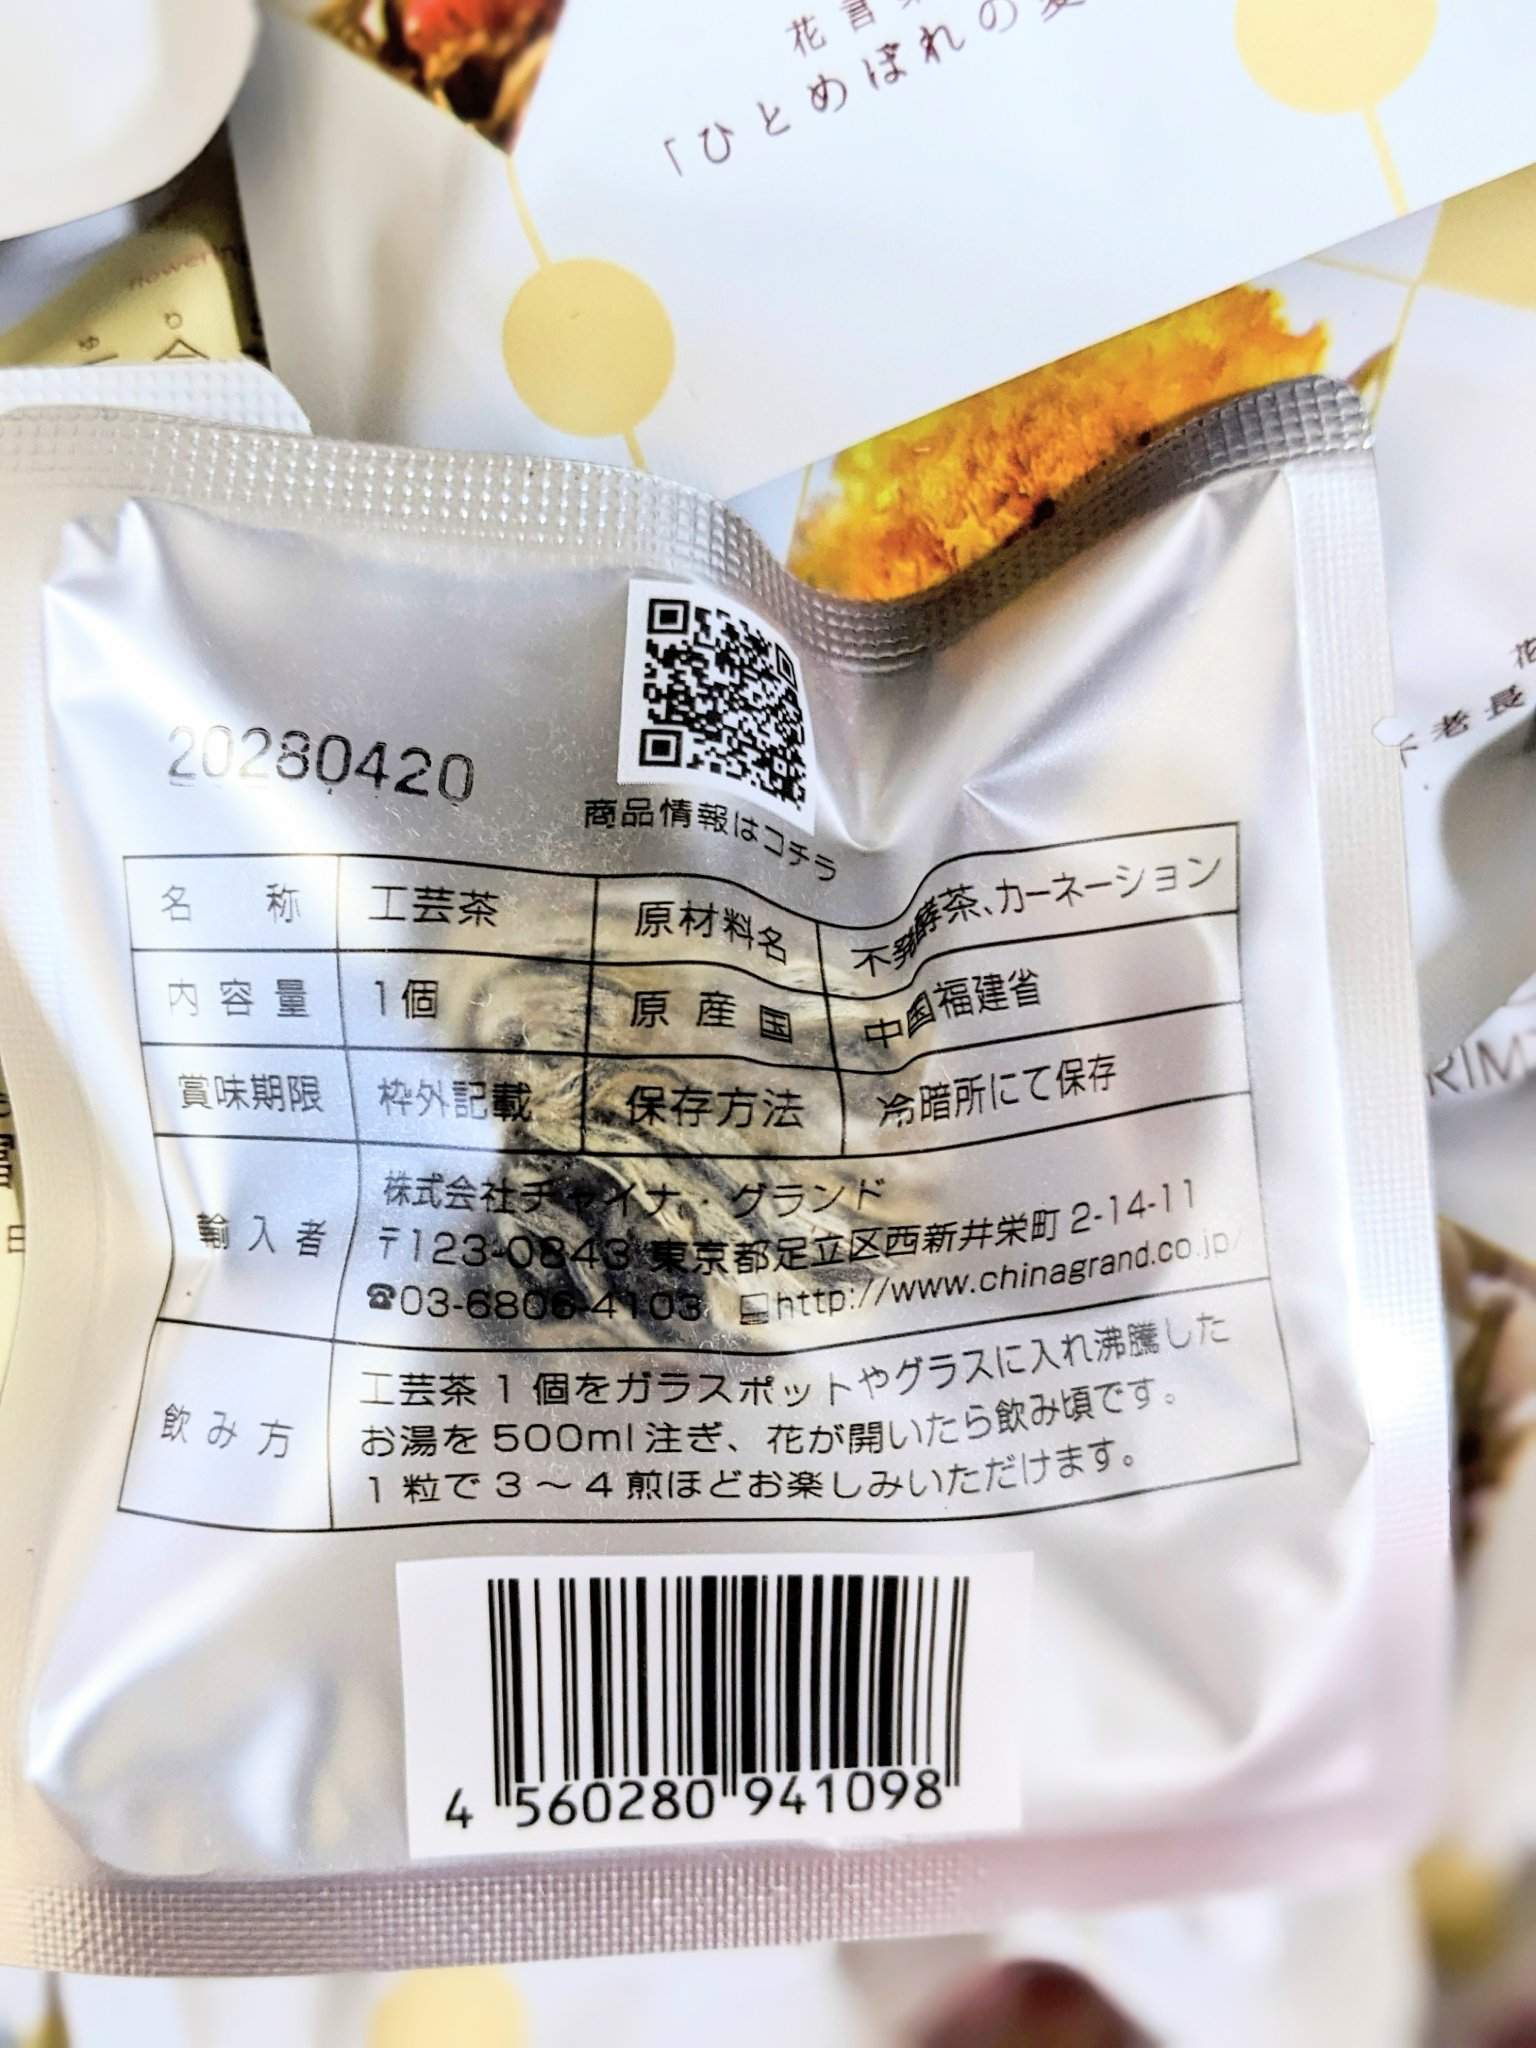 花言
「ひとめぼれの
flowering
20280420
商品情報はコチラ
名称 工芸茶 原材料名 不発酵茶、カーネーション
内容量 1個 原産国 中国福建省
賞味期限 枠外記載 保存方法 冷暗所にて保存
輸入者
株式会社チャイナ・グランド
〒123-0843 東京都足立区西新井栄町 2-14-11
☎03-6806-4103 http://www.chinagrand.co.jp/
飲み方
工芸茶 1 個をガラスポットやグラスに入れ沸騰した
お湯を 500ml 注ぎ、花が開いたら飲み頃です。
1 粒で 3 〜 4 煎ほどお楽しみいただけます。
4 560280 941098
花
老長
RIM